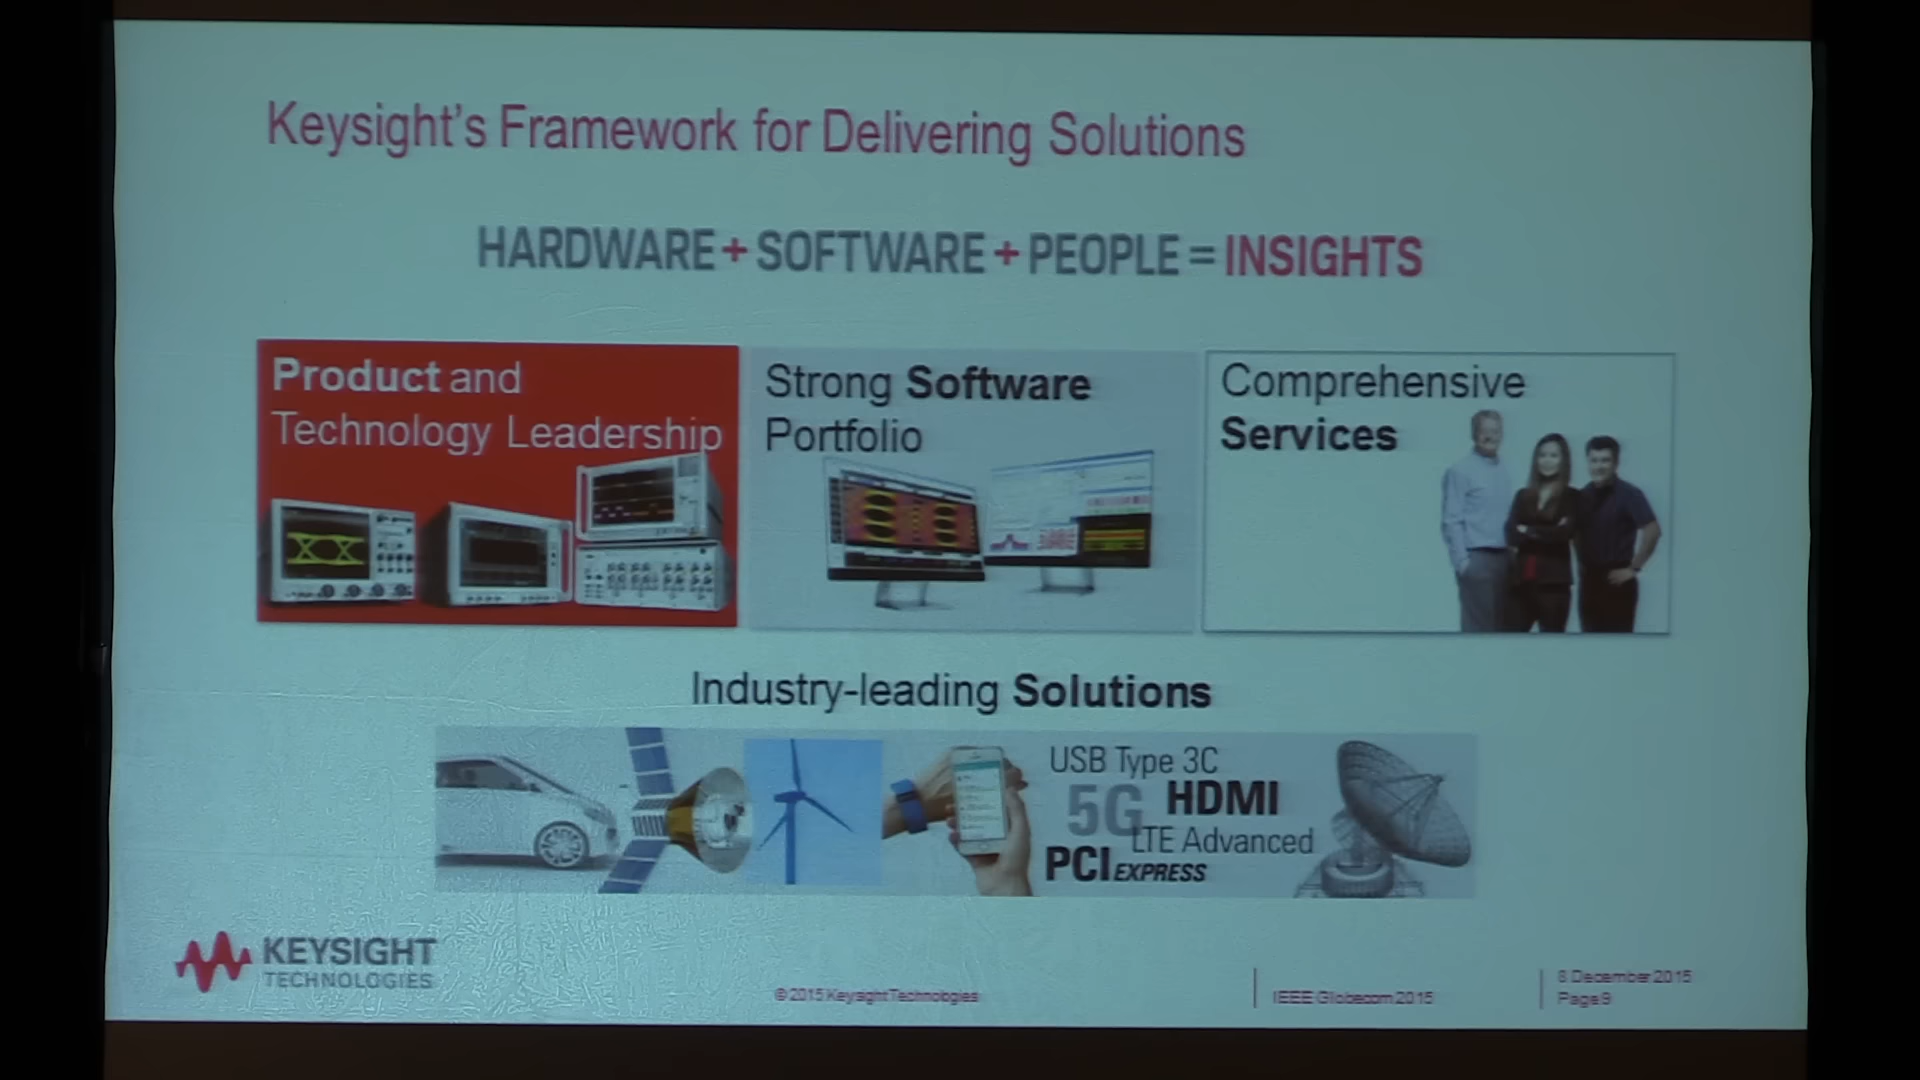 Keysight's Framework for Delivering Solutions
HARDWARE + SOFTWARE + PEOPLE = INSIGHTS
Product and
Technology Leadership
Strong Software
Portfolio
Comprehensive
Services
Industry-leading Solutions
USB Type 3C
5G HDMI
LTE Advanced
PCI EXPRESS
KEYSIGHT
TECHNOLOGIES
© 2015 Keysight Technologies
IEEE Globecom 2015
8 December 2015
Page 9